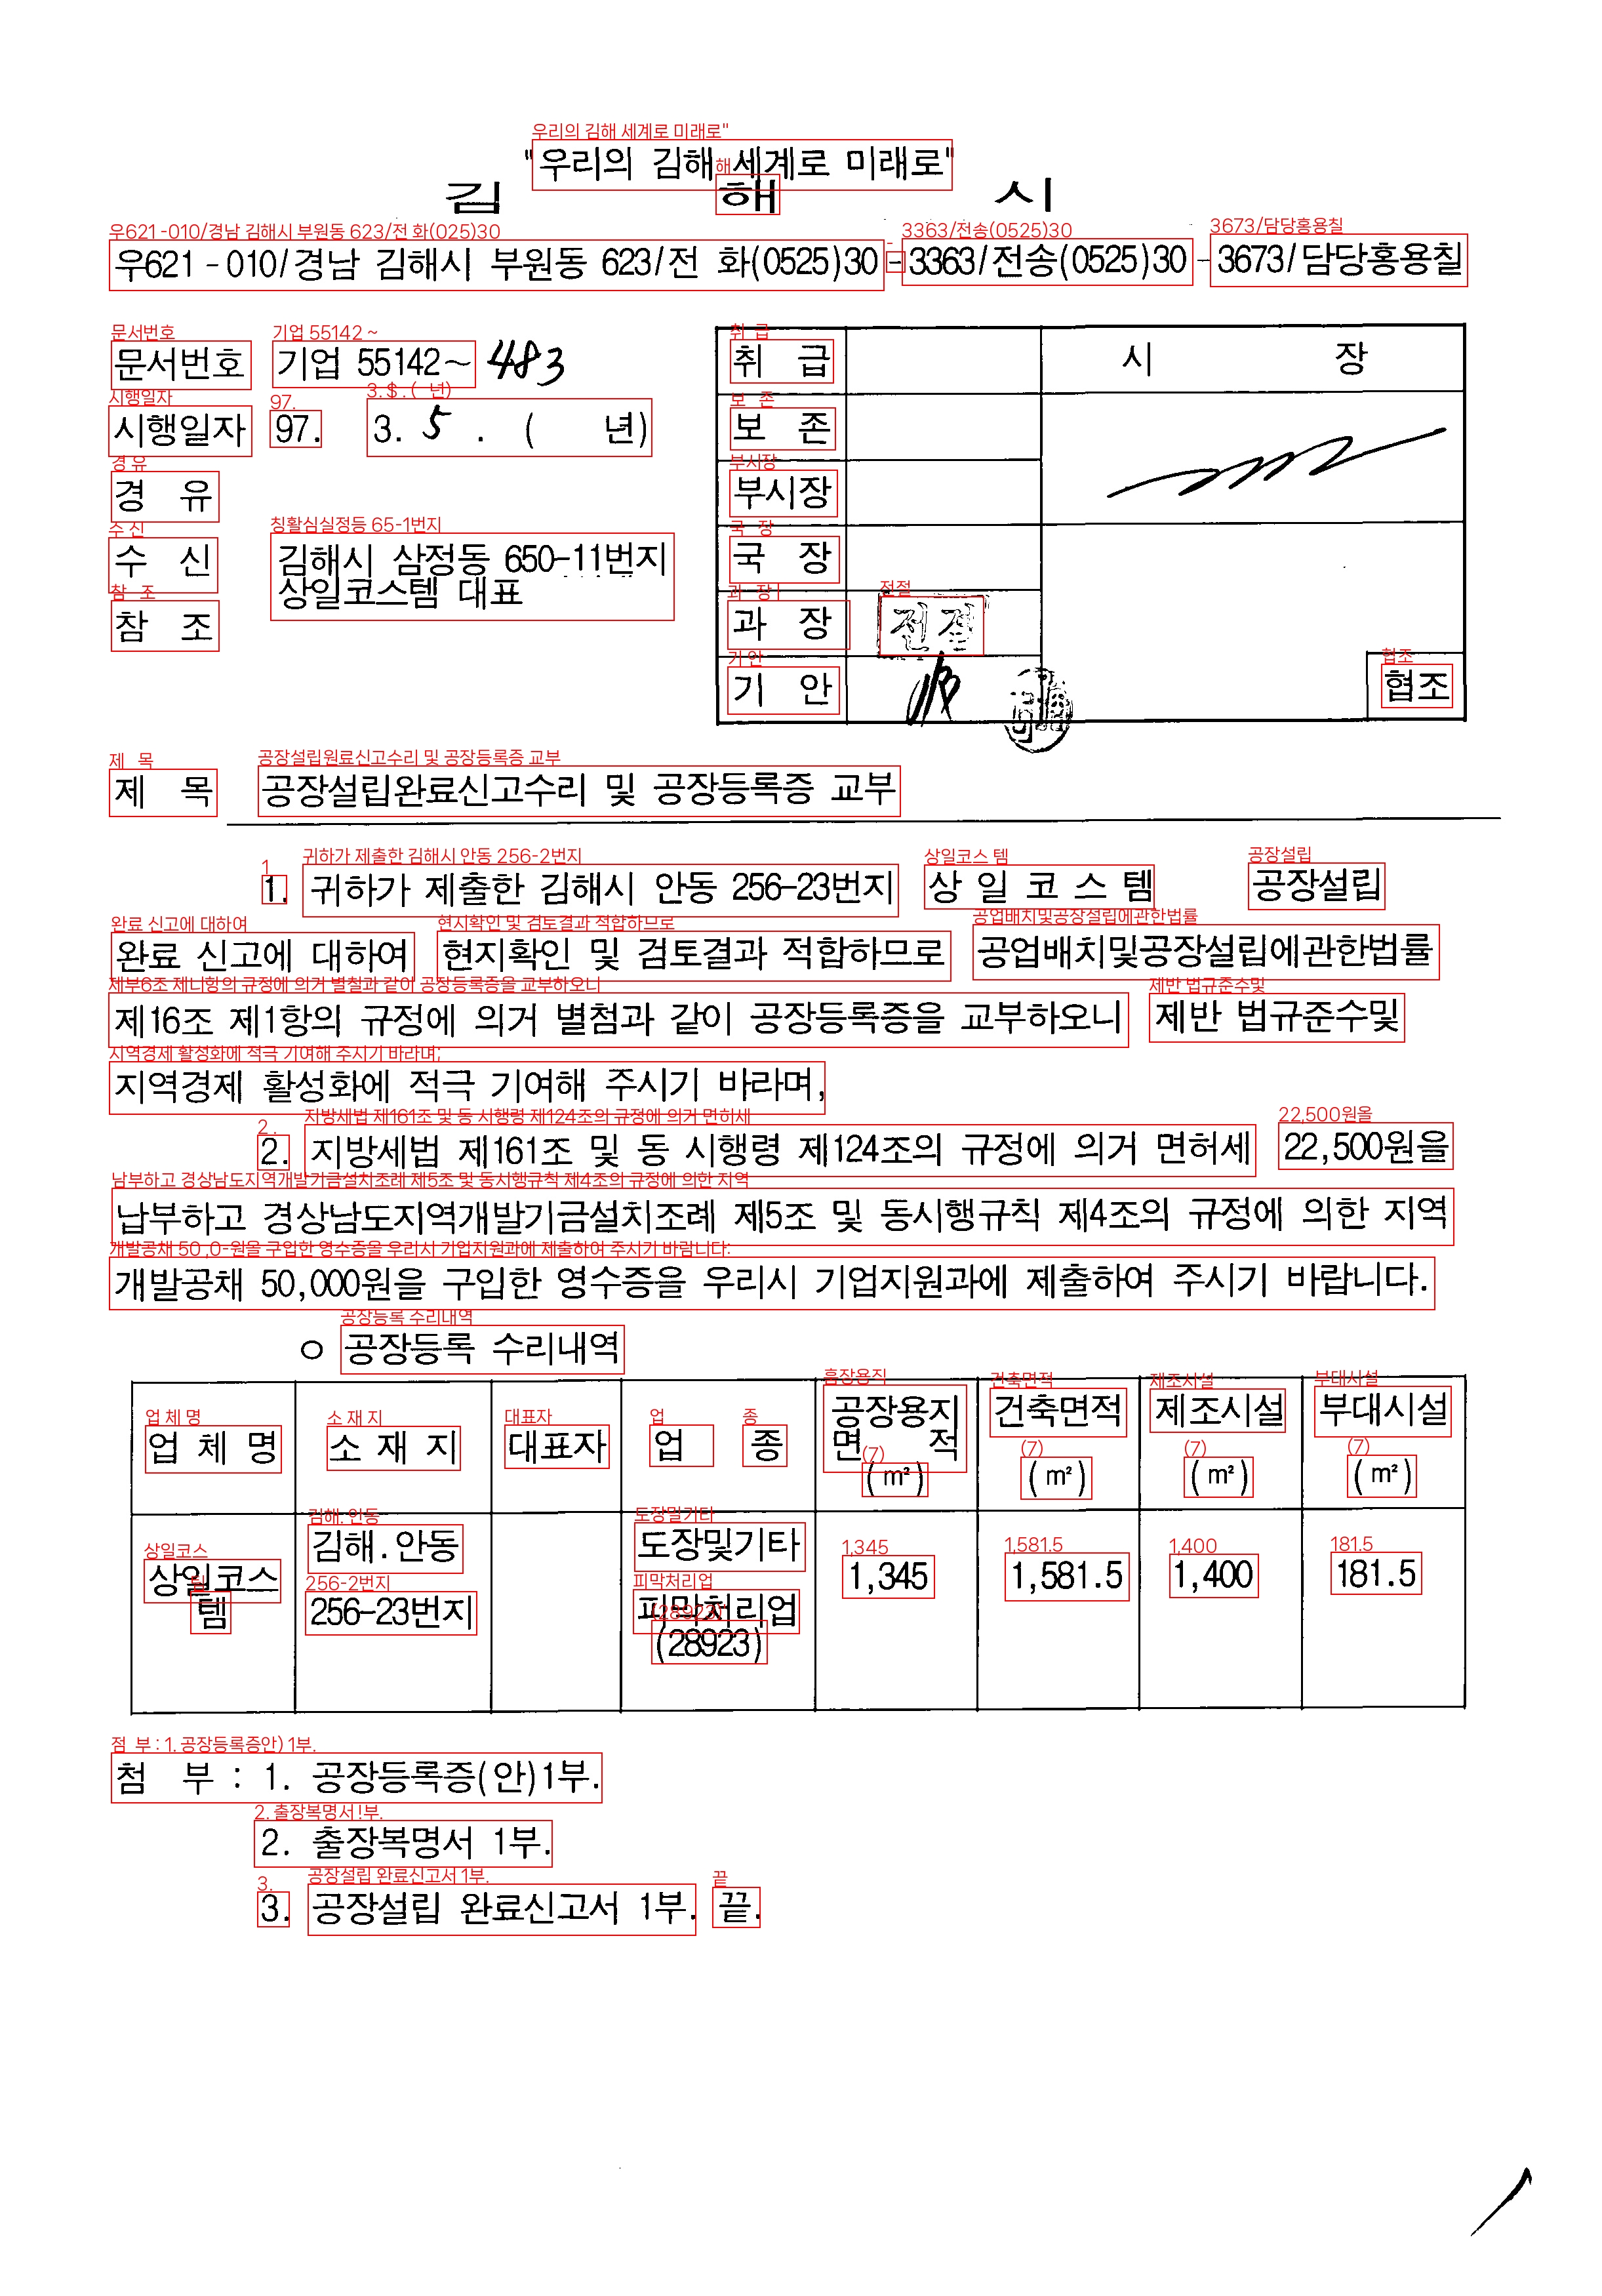 "우리의 김해 세계로 미래로"
김 해 시
우621-010/경남 김해시 부원동 623/전 화(0525)30-3363/전송(0525)30-3673/담당홍용칠
문서번호 기업 55142~483
시행일자 97. 3. 5 . ( 년)
경 유
수 신 김해시 삼정동 650-11번지
상일코스템 대표
참 조
취 급 시 장
보 존
부시장
국 장
과 장 전결
기 안 협조
제 목 공장설립완료신고수리 및 공장등록증 교부
1. 귀하가 제출한 김해시 안동 256-23번지 상 일 코 스 템 공장설립
완료 신고에 대하여 현지확인 및 검토결과 적합하므로 공업배치및공장설립에관한법률
제16조 제1항의 규정에 의거 별첨과 같이 공장등록증을 교부하오니 제반 법규준수및
지역경제 활성화에 적극 기여해 주시기 바라며,
2. 지방세법 제161조 및 동 시행령 제124조의 규정에 의거 면허세 22,500원을
납부하고 경상남도지역개발기금설치조례 제5조 및 동시행규칙 제4조의 규정에 의한 지역
개발공채 50,000원을 구입한 영수증을 우리시 기업지원과에 제출하여 주시기 바랍니다.
○ 공장등록 수리내역
업 체 명 소 재 지 대표자 업 종 공장용지면 적(㎡) 건축면적(㎡) 제조시설(㎡) 부대시설(㎡)
상일코스템 김해.안동 256-23번지 도장및기타 피막처리업 (28923) 1,345 1,581.5 1,400 181.5
첨 부 : 1. 공장등록증(안)1부.
2. 출장복명서 1부.
3. 공장설립 완료신고서 1부. 끝.